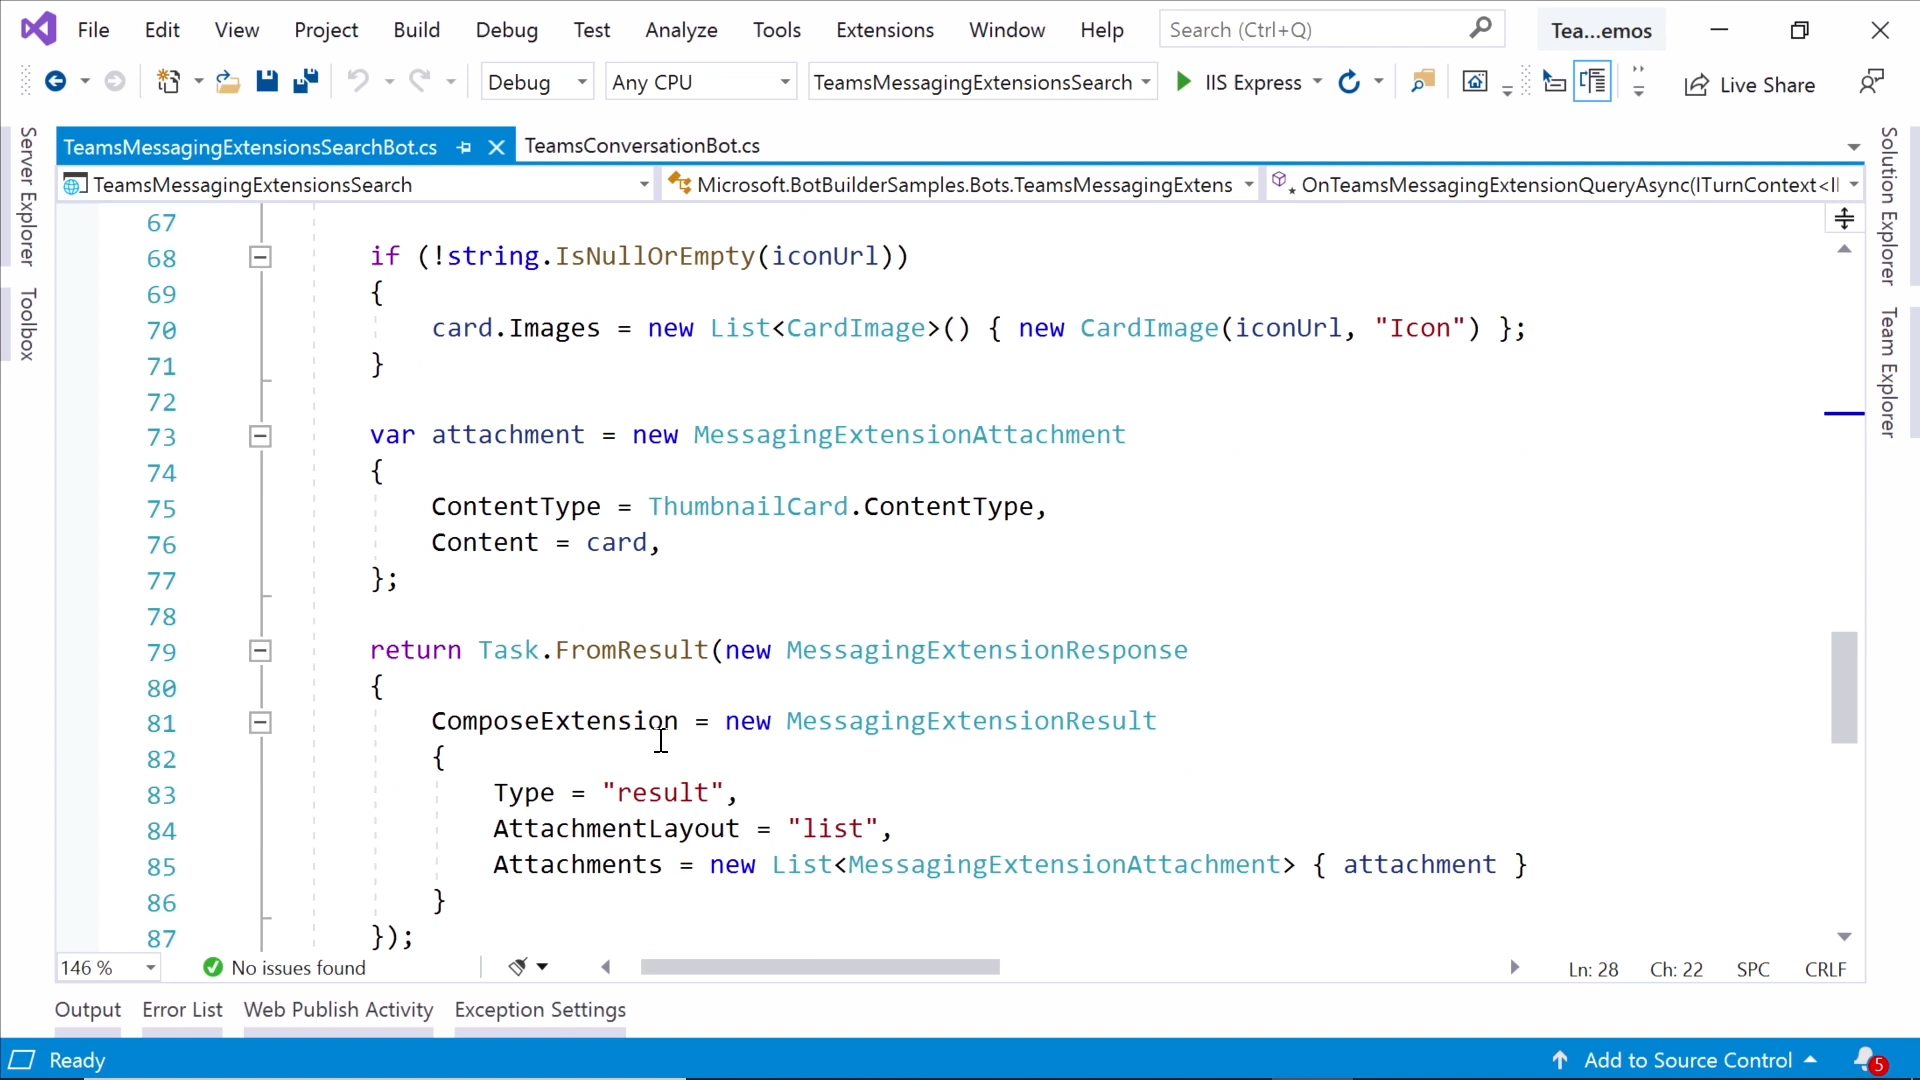 File Edit View Project Build Debug Test Analyze Tools Extensions Window Help Search (Ctrl+Q) Tea...emos
Debug Any CPU TeamsMessagingExtensionsSearch IIS Express Live Share
TeamsMessagingExtensionsSearchBot.cs TeamsConversationBot.cs
TeamsMessagingExtensionsSearch Microsoft.BotBuilderSamples.Bots.TeamsMessagingExtens OnTeamsMessagingExtensionQueryAsync(ITurnContext<II
Server Explorer
Toolbox
Solution Explorer
Team Explorer
67
68 if (!string.IsNullOrEmpty(iconUrl))
69 {
70 card.Images = new List<CardImage>() { new CardImage(iconUrl, "Icon") };
71 }
72
73 var attachment = new MessagingExtensionAttachment
74 {
75 ContentType = ThumbnailCard.ContentType,
76 Content = card,
77 };
78
79 return Task.FromResult(new MessagingExtensionResponse
80 {
81 ComposeExtension = new MessagingExtensionResult
82 {
83 Type = "result",
84 AttachmentLayout = "list",
85 Attachments = new List<MessagingExtensionAttachment> { attachment }
86 }
87 });
146 % No issues found Ln: 28 Ch: 22 SPC CRLF
Output Error List Web Publish Activity Exception Settings
Ready Add to Source Control 5